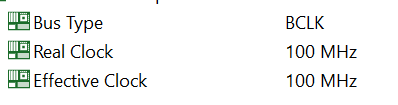 Bus Type BCLK
Real Clock 100 MHz
Effective Clock 100 MHz